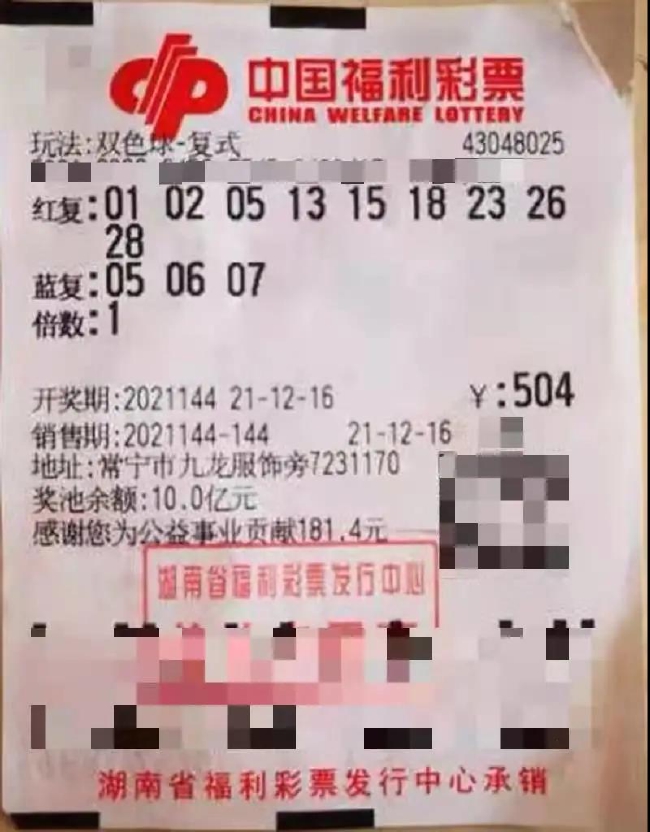 中国福利彩票
CHINA WELFARE LOTTERY
玩法:双色球-复式 43048025
红复:01 02 05 13 15 18 23 26
28
蓝复:05 06 07
倍数:1
开奖期:2021144 21-12-16 ¥:504
销售期:2021144-144 21-12-16
地址:常宁市九龙服饰旁7231170
奖池余额:10.0亿元
感谢您为公益事业贡献181.4元
湖南省福利彩票发行中心
湖南省福利彩票发行中心承销